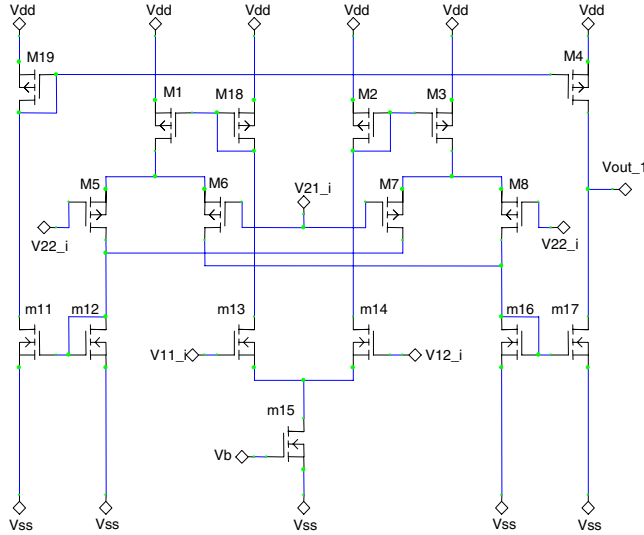 Vdd Vdd Vdd Vdd Vdd Vdd
M19 M4
M1 M18 M2 M3
M5 M6 V21_i M7 M8 Vout_1
V22_i V22_i
m11 m12 m13 m14 m16 m17
V11_i V12_i
m15
Vb
Vss Vss Vss Vss Vss